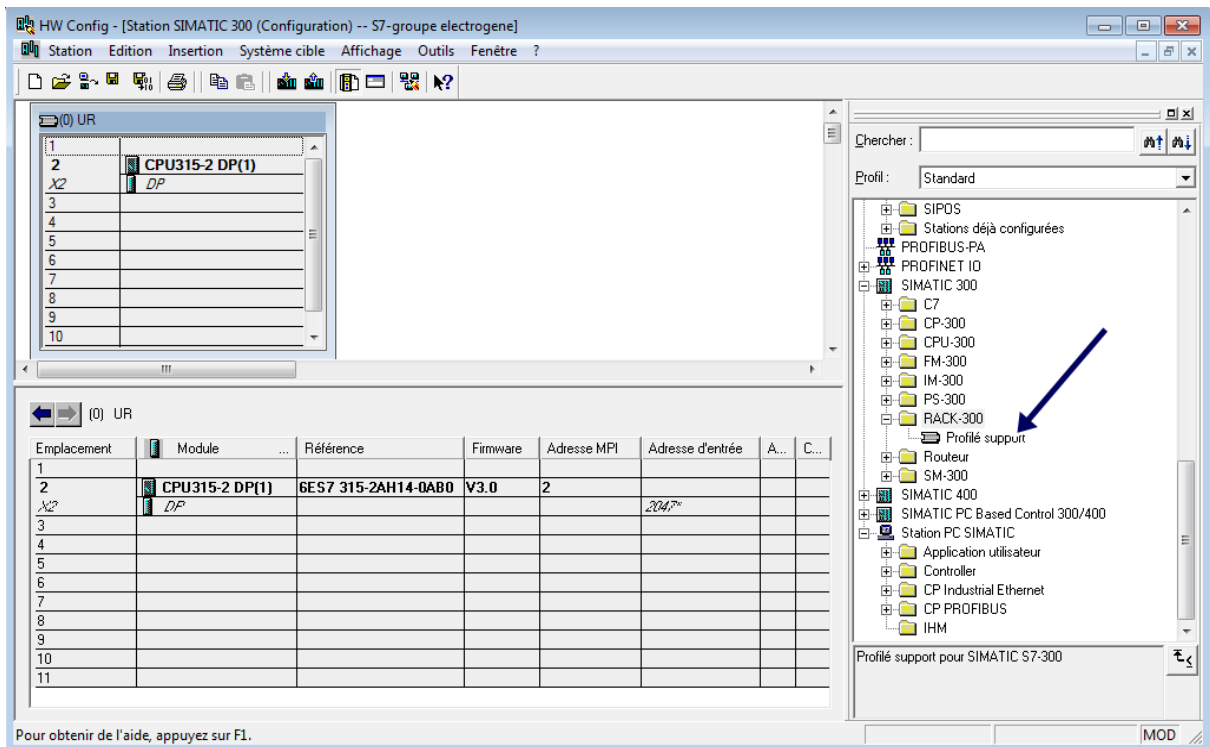 HW Config - [Station SIMATIC 300 (Configuration) -- S7-groupe electrogene]
Station Edition Insertion Système cible Affichage Outils Fenêtre ?
(0) UR
1
2 CPU315-2 DP(1)
X2 DP
3
4
5
6
7
8
9
10
(0) UR
Emplacement Module ... Référence Firmware Adresse MPI Adresse d'entrée A... C...
1
2 CPU315-2 DP(1) 6ES7 315-2AH14-0AB0 V3.0 2
X2 DP 2047*
3
4
5
6
7
8
9
10
11
Chercher :
Profil : Standard
SIPOS
Stations déjà configurées
PROFIBUS-PA
PROFINET IO
SIMATIC 300
C7
CP-300
CPU-300
FM-300
IM-300
PS-300
RACK-300
Profilé support
Routeur
SM-300
SIMATIC 400
SIMATIC PC Based Control 300/400
Station PC SIMATIC
Application utilisateur
Controller
CP Industrial Ethernet
CP PROFIBUS
IHM
Profilé support pour SIMATIC S7-300
Pour obtenir de l'aide, appuyez sur F1.
MOD